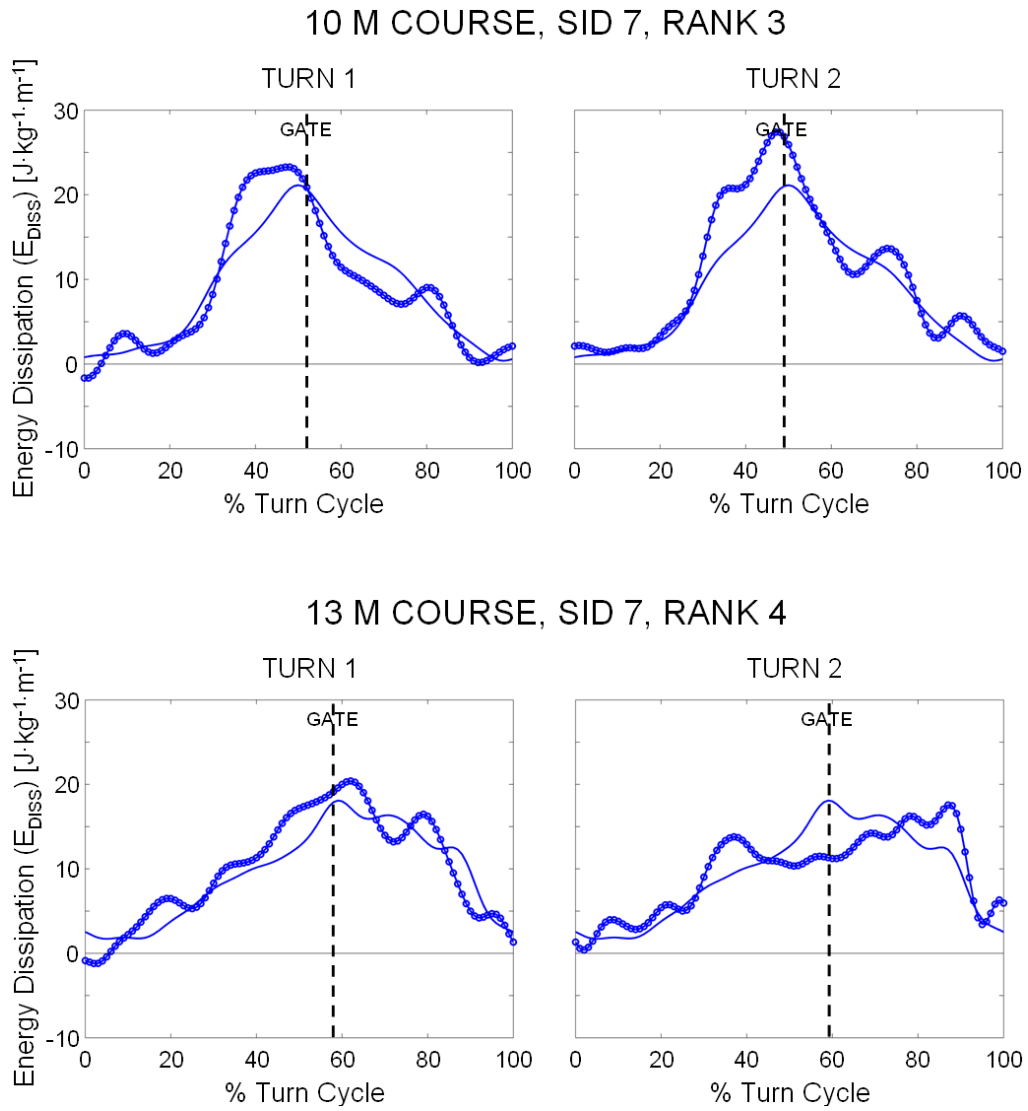 10 M COURSE, SID 7, RANK 3
TURN 1
TURN 2
Energy Dissipation (E_DISS) [J·kg⁻¹·m⁻¹]
30
20
10
0
-10
GATE
GATE
0 20 40 60 80 100
0 20 40 60 80 100
% Turn Cycle
% Turn Cycle
13 M COURSE, SID 7, RANK 4
TURN 1
TURN 2
Energy Dissipation (E_DISS) [J·kg⁻¹·m⁻¹]
30
20
10
0
-10
GATE
GATE
0 20 40 60 80 100
0 20 40 60 80 100
% Turn Cycle
% Turn Cycle